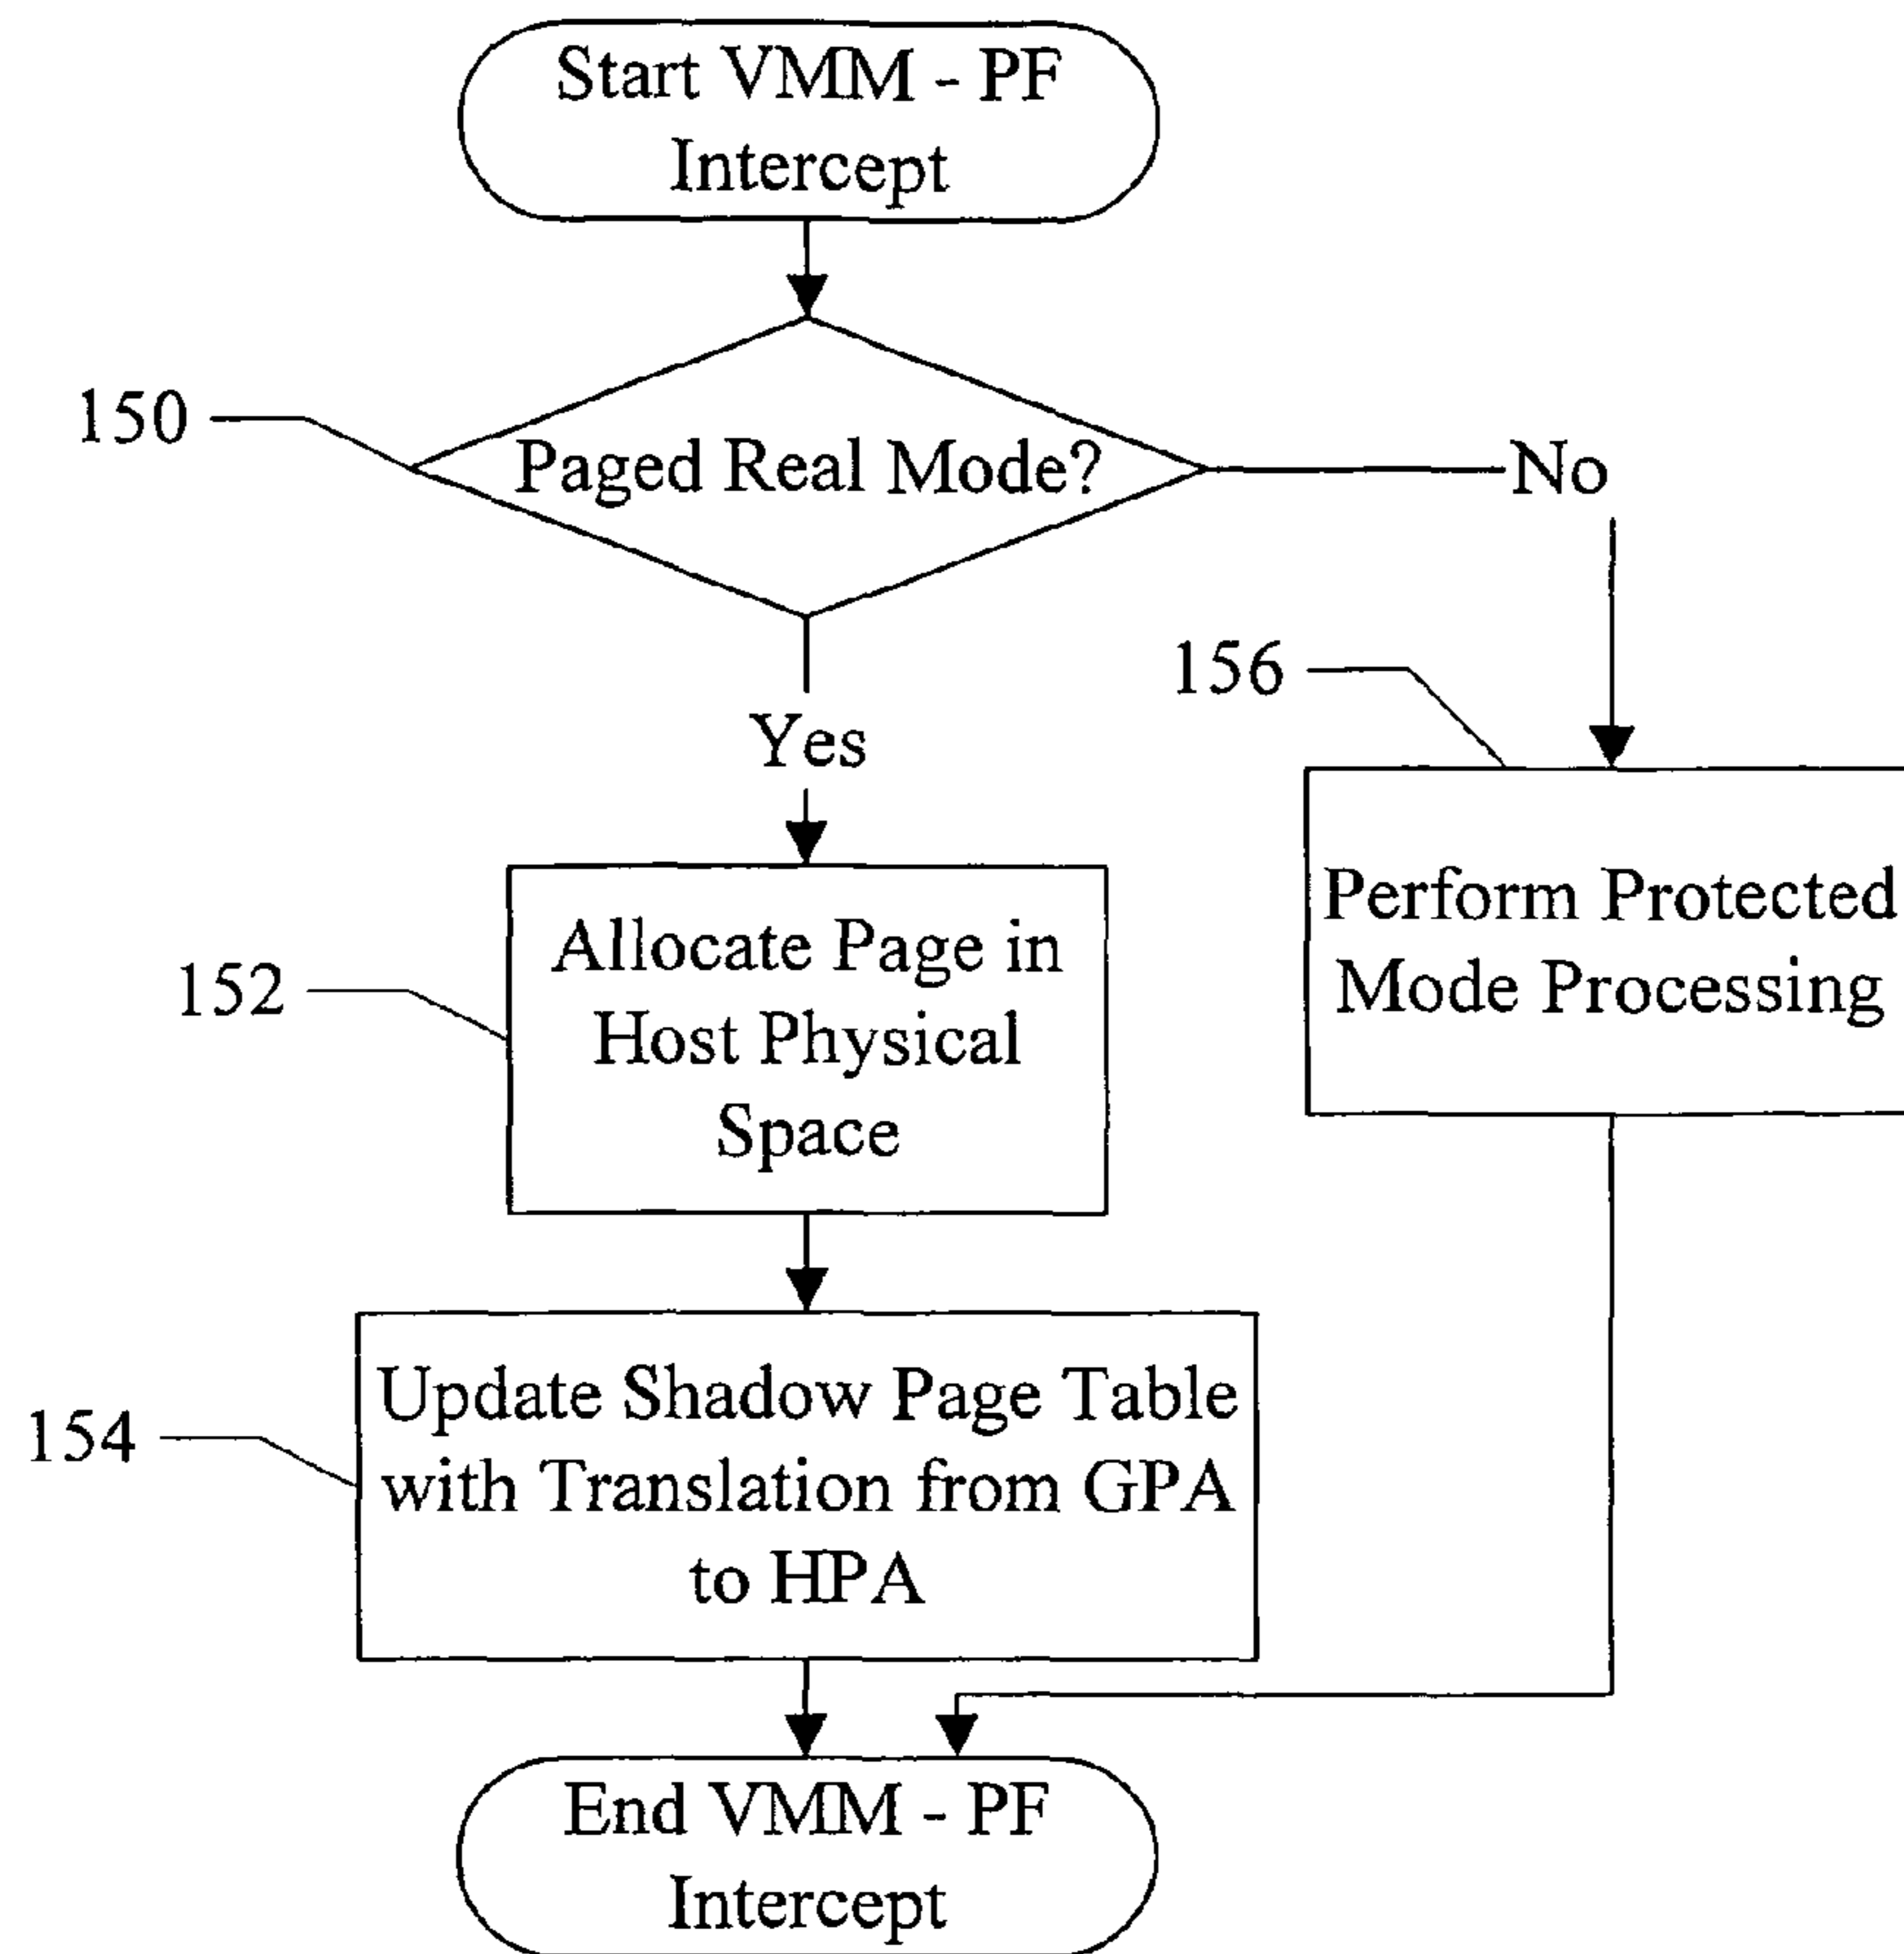 Start VMM - PF
Intercept
150
Paged Real Mode?
No
Yes
156
152
Allocate Page in
Host Physical
Space
Perform Protected
Mode Processing
154
Update Shadow Page Table
with Translation from GPA
to HPA
End VMM - PF
Intercept